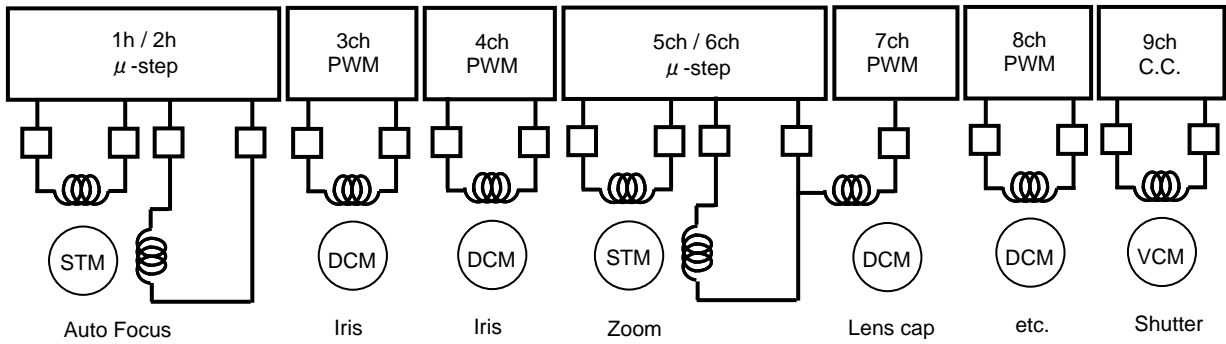 1h / 2h
μ-step
3ch
PWM
4ch
PWM
5ch / 6ch
μ-step
7ch
PWM
8ch
PWM
9ch
C.C.
STM
DCM
DCM
STM
DCM
DCM
VCM
Auto Focus
Iris
Iris
Zoom
Lens cap
etc.
Shutter